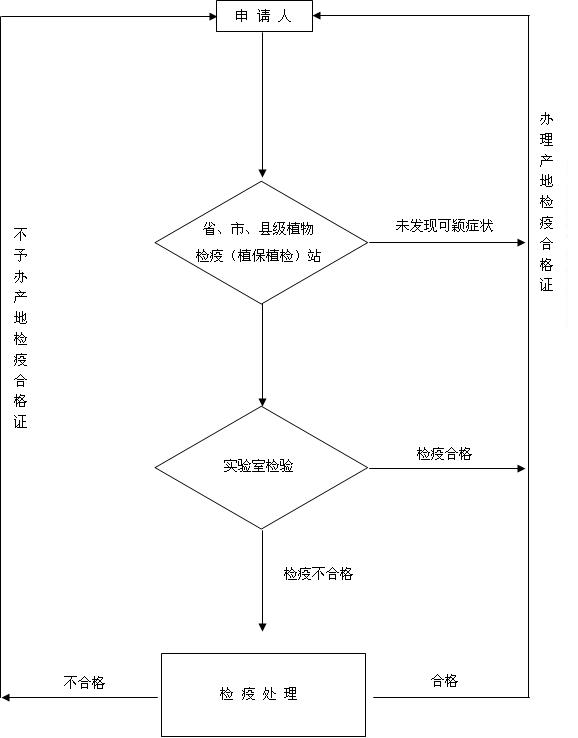 申 请 人
办理产地检疫合格证
省、市、县级植物
检疫（植保植检）站
未发现可颖症状
不予办产地检疫合格证
实验室检验
检疫合格
检疫不合格
不合格
检 疫 处 理
合格